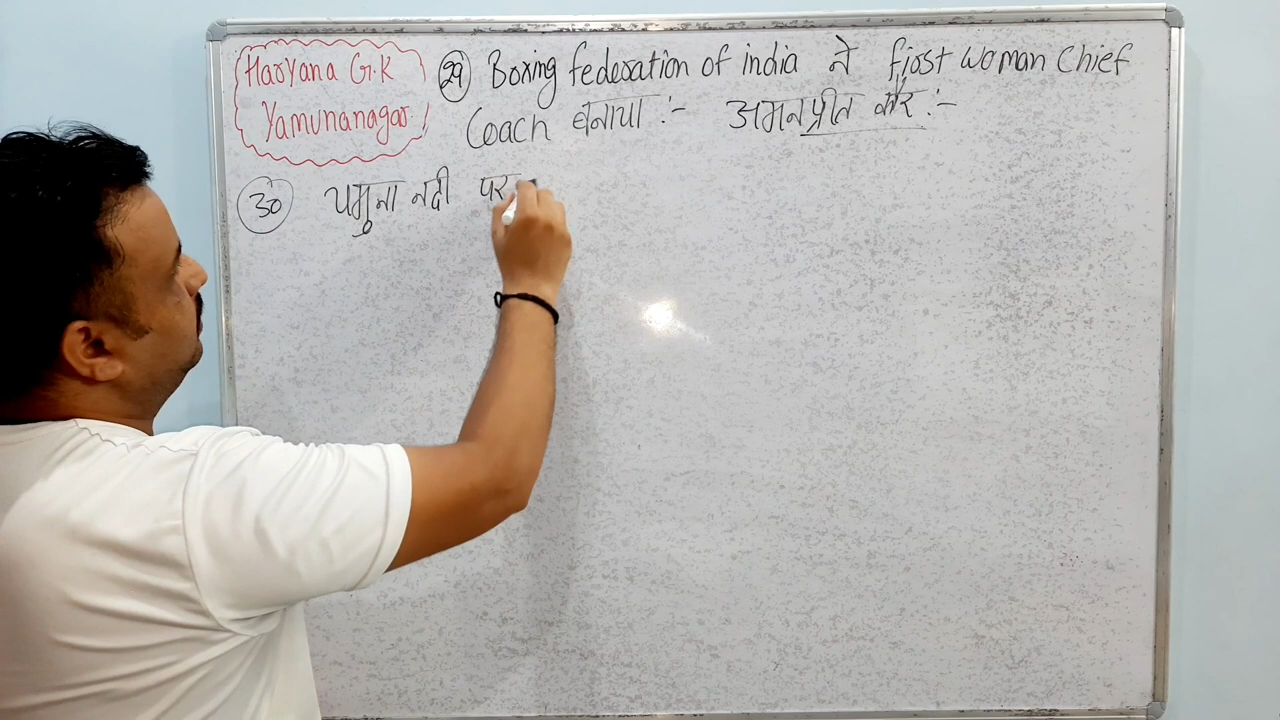 Haryana G.K
Yamunanagar
29 Boxing federation of india ने first woman Chief
Coach बनाया :- अमनप्रीत कौर :-
30 यमुना नदी पर